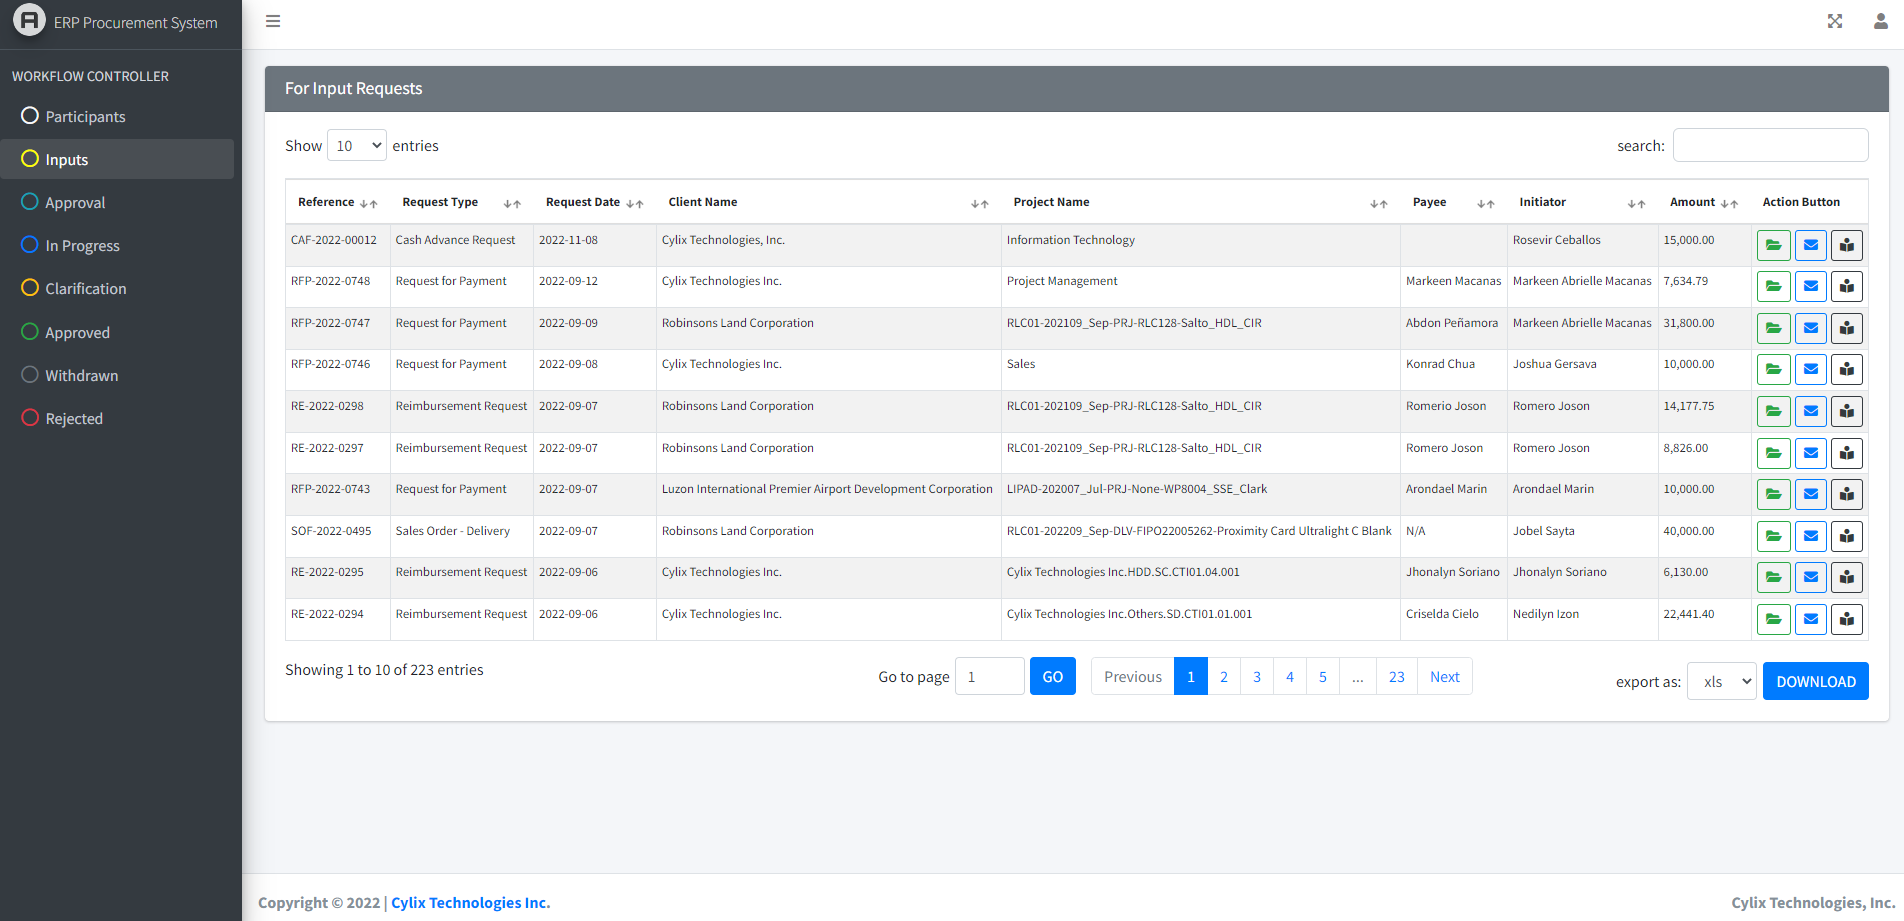 ERP Procurement System
WORKFLOW CONTROLLER
Participants
Inputs
Approval
In Progress
Clarification
Approved
Withdrawn
Rejected
For Input Requests
Show 10 entries search:
Reference Request Type Request Date Client Name Project Name Payee Initiator Amount Action Button
CAF-2022-00012 Cash Advance Request 2022-11-08 Cylix Technologies, Inc. Information Technology Rosevir Ceballos 15,000.00
RFP-2022-0748 Request for Payment 2022-09-12 Cylix Technologies Inc. Project Management Markeen Macanas Markeen Abrielle Macanas 7,634.79
RFP-2022-0747 Request for Payment 2022-09-09 Robinsons Land Corporation RLC01-202109_Sep-PRJ-RLC128-Salto_HDL_CIR Abdon Peñamora Markeen Abrielle Macanas 31,800.00
RFP-2022-0746 Request for Payment 2022-09-08 Cylix Technologies Inc. Sales Konrad Chua Joshua Gersava 10,000.00
RE-2022-0298 Reimbursement Request 2022-09-07 Robinsons Land Corporation RLC01-202109_Sep-PRJ-RLC128-Salto_HDL_CIR Romerio Joson Romero Joson 14,177.75
RE-2022-0297 Reimbursement Request 2022-09-07 Robinsons Land Corporation RLC01-202109_Sep-PRJ-RLC128-Salto_HDL_CIR Romero Joson Romero Joson 8,826.00
RFP-2022-0743 Request for Payment 2022-09-07 Luzon International Premier Airport Development Corporation LIPAD-202007_Jul-PRJ-None-WP8004_SSE_Clark Arondael Marin Arondael Marin 10,000.00
SOF-2022-0495 Sales Order - Delivery 2022-09-07 Robinsons Land Corporation RLC01-202209_Sep-DLV-FIPO22005262-Proximity Card Ultralight C Blank N/A Jobel Sayta 40,000.00
RE-2022-0295 Reimbursement Request 2022-09-06 Cylix Technologies Inc. Cylix Technologies Inc.HDD.SC.CTI01.04.001 Jhonalyn Soriano Jhonalyn Soriano 6,130.00
RE-2022-0294 Reimbursement Request 2022-09-06 Cylix Technologies Inc. Cylix Technologies Inc.Others.SD.CTI01.01.001 Criselda Cielo Nedilyn Izon 22,441.40
Showing 1 to 10 of 223 entries Go to page 1 GO Previous 1 2 3 4 5 ... 23 Next export as: xls DOWNLOAD
Copyright © 2022 | Cylix Technologies Inc. Cylix Technologies, Inc.